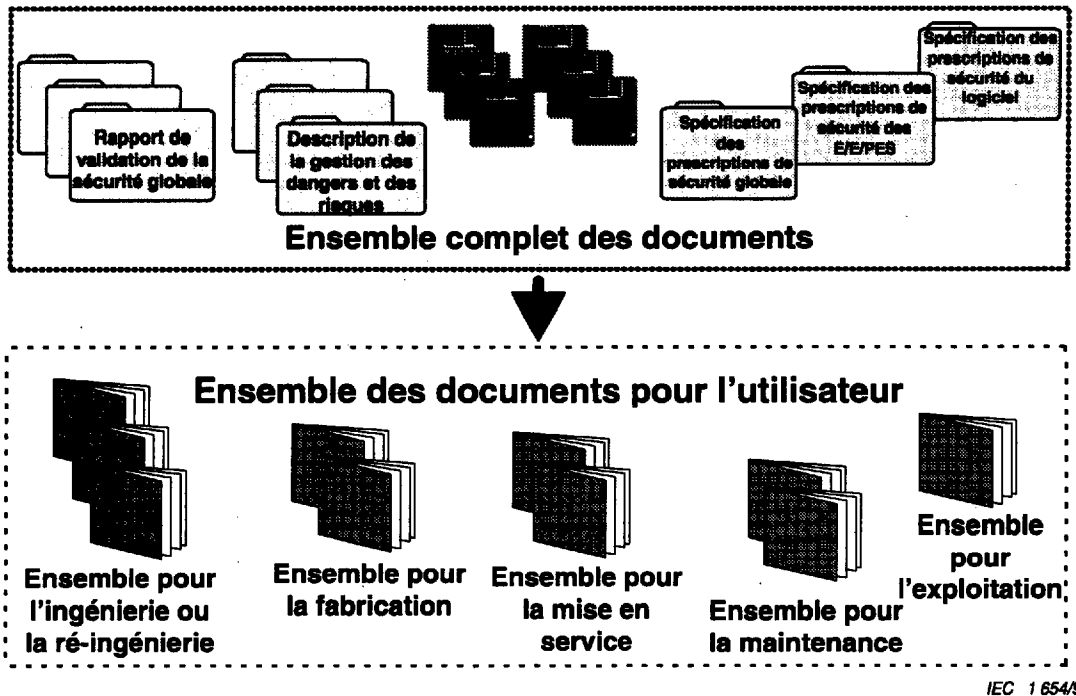 Rapport de
validation de la
sécurité globale
Description de
la gestion des
dangers et des
risques
Spécification
des
prescriptions de
sécurité globale
Spécification des
prescriptions de
sécurité des
E/E/PES
Spécification des
prescriptions de
sécurité du
logiciel
Ensemble complet des documents
Ensemble des documents pour l'utilisateur
Ensemble pour
l'ingénierie ou
la ré-ingénierie
Ensemble pour
la fabrication
Ensemble pour
la mise en
service
Ensemble pour
la maintenance
Ensemble
pour
l'exploitation
IEC 1 654/